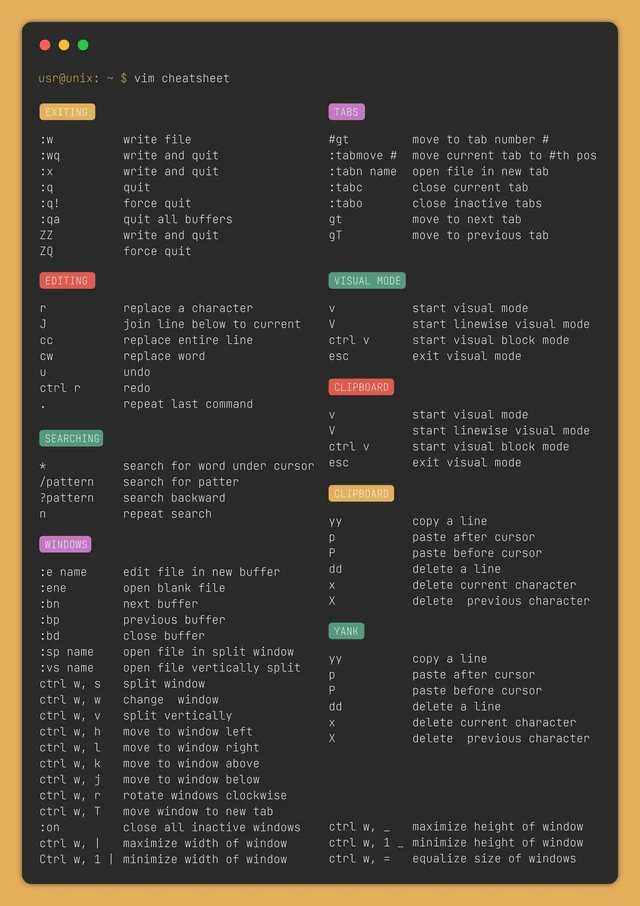 usr@unix: ~ $ vim cheatsheet
EXITING
:w write file
:wq write and quit
:x write and quit
:q quit
:q! force quit
:qa quit all buffers
ZZ write and quit
ZQ force quit
EDITING
r replace a character
J join line below to current
cc replace entire line
cw replace word
u undo
ctrl r redo
. repeat last command
SEARCHING
* search for word under cursor
/pattern search for patter
?pattern search backward
n repeat search
WINDOWS
:e name edit file in new buffer
:ene open blank file
:bn next buffer
:bp previous buffer
:bd close buffer
:sp name open file in split window
:vs name open file vertically split
ctrl w, s split window
ctrl w, w change  window
ctrl w, v split vertically
ctrl w, h move to window left
ctrl w, l move to window right
ctrl w, k move to window above
ctrl w, j move to window below
ctrl w, r rotate windows clockwise
ctrl w, T move window to new tab
:on close all inactive windows
ctrl w, | maximize width of window
Ctrl w, 1 | minimize width of window
TABS
#gt move to tab number #
:tabmove # move current tab to #th pos
:tabn name open file in new tab
:tabc close current tab
:tabo close inactive tabs
gt move to next tab
gT move to previous tab
VISUAL MODE
v start visual mode
V start linewise visual mode
ctrl v start visual block mode
esc exit visual mode
CLIPBOARD
v start visual mode
V start linewise visual mode
ctrl v start visual block mode
esc exit visual mode
CLIPBOARD
yy copy a line
p paste after cursor
P paste before cursor
dd delete a line
x delete current character
X delete  previous character
YANK
yy copy a line
p paste after cursor
P paste before cursor
dd delete a line
x delete current character
X delete  previous character
ctrl w, _ maximize height of window
ctrl w, 1 _ minimize height of window
ctrl w, = equalize size of windows